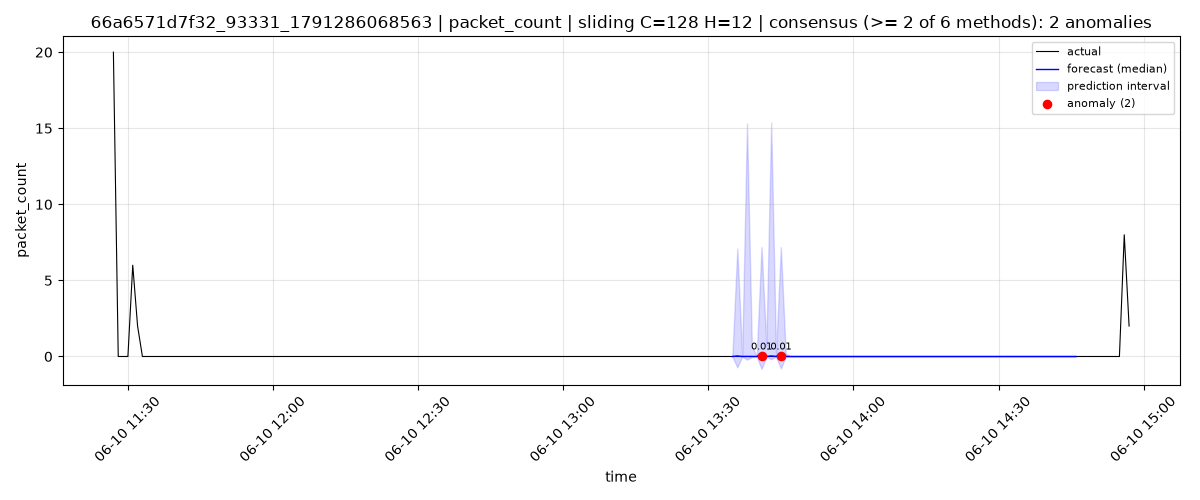 66a6571d7f32_93331_1791286068563 | packet_count | sliding C=128 H=12 | consensus (>= 2 of 6 methods): 2 anomalies
actual
forecast (median)
prediction interval
anomaly (2)
20
15
10
5
0
packet_count
0.01
0.01
06-10 11:30
06-10 12:00
06-10 12:30
06-10 13:00
06-10 13:30
06-10 14:00
06-10 14:30
06-10 15:00
time